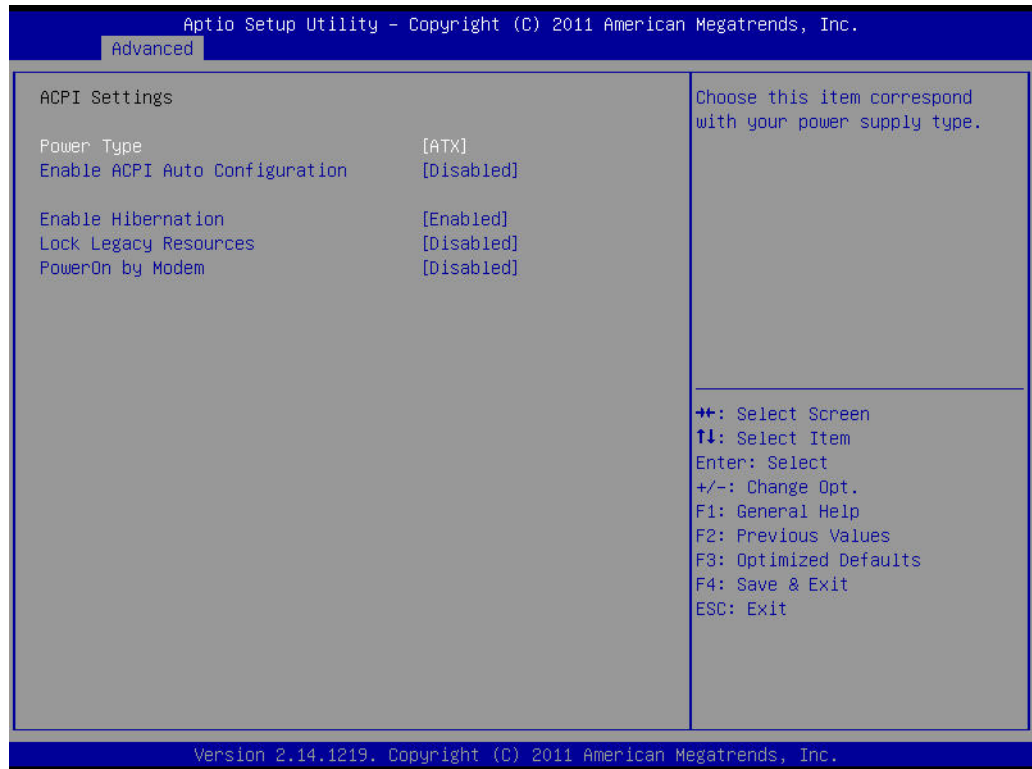 Aptio Setup Utility – Copyright (C) 2011 American Megatrends, Inc.
Advanced
ACPI Settings
Power Type [ATX]
Enable ACPI Auto Configuration [Disabled]
Enable Hibernation [Enabled]
Lock Legacy Resources [Disabled]
PowerOn by Modem [Disabled]
Choose this item correspond
with your power supply type.
→←: Select Screen
↑↓: Select Item
Enter: Select
+/-: Change Opt.
F1: General Help
F2: Previous Values
F3: Optimized Defaults
F4: Save & Exit
ESC: Exit
Version 2.14.1219. Copyright (C) 2011 American Megatrends, Inc.